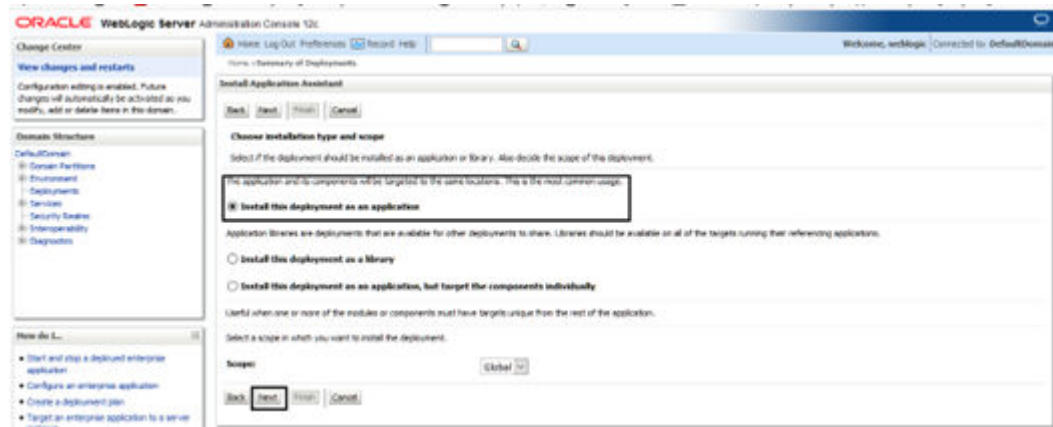 ORACLE WebLogic Server Administration Console 12c
Change Center
View changes and restarts
Configuration editing is enabled. Future
changes will automatically be activated as you
modify, add or delete items in this domain.
Domain Structure
DefaultDomain
Domain Partitions
Environment
Deployments
Services
Security Realms
Interoperability
Diagnostics
How do I...
Start and stop a deployed enterprise
application
Configure an enterprise application
Create a deployment plan
Target an enterprise application to a server
Home Log Out Preferences Record Help
Welcome, weblogic Connected to: DefaultDomain
Home >Summary of Deployments
Install Application Assistant
Back Next Finish Cancel
Choose installation type and scope
Select if the deployment should be installed as an application or library. Also decide the scope of this deployment.
The application and its components will be targeted to the same locations. This is the most common usage.
Install this deployment as an application
Application libraries are deployments that are available for other deployments to share. Libraries should be available on all of the targets running their referencing applications.
Install this deployment as a library
Install this deployment as an application, but target the components individually
Useful when one or more of the modules or components must have targets unique from the rest of the application.
Select a scope in which you want to install the deployment.
Scope: Global
Back Next Finish Cancel